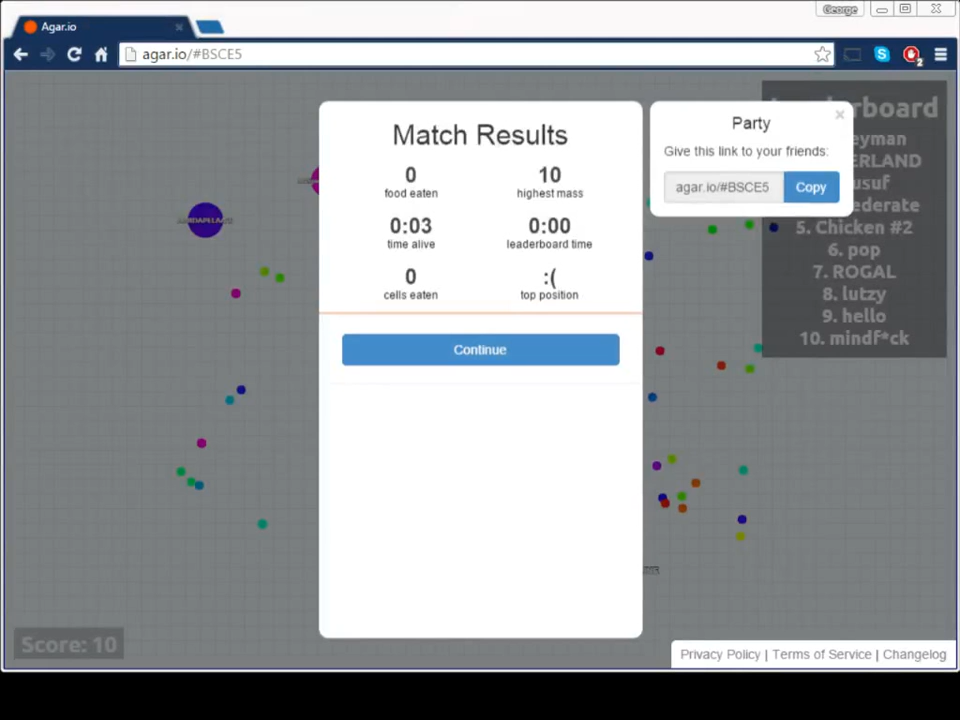 George
Agar.io
agar.io/#BSCE5
2
Match Results
0
food eaten
10
highest mass
0:03
time alive
0:00
leaderboard time
0
cells eaten
:(
top position
Continue
Party
×
Give this link to your friends:
agar.io/#BSCE5
Copy
5. Chicken #2
6. pop
7. ROGAL
8. lutzy
9. hello
10. mindf*ck
Score: 10
Privacy Policy | Terms of Service | Changelog